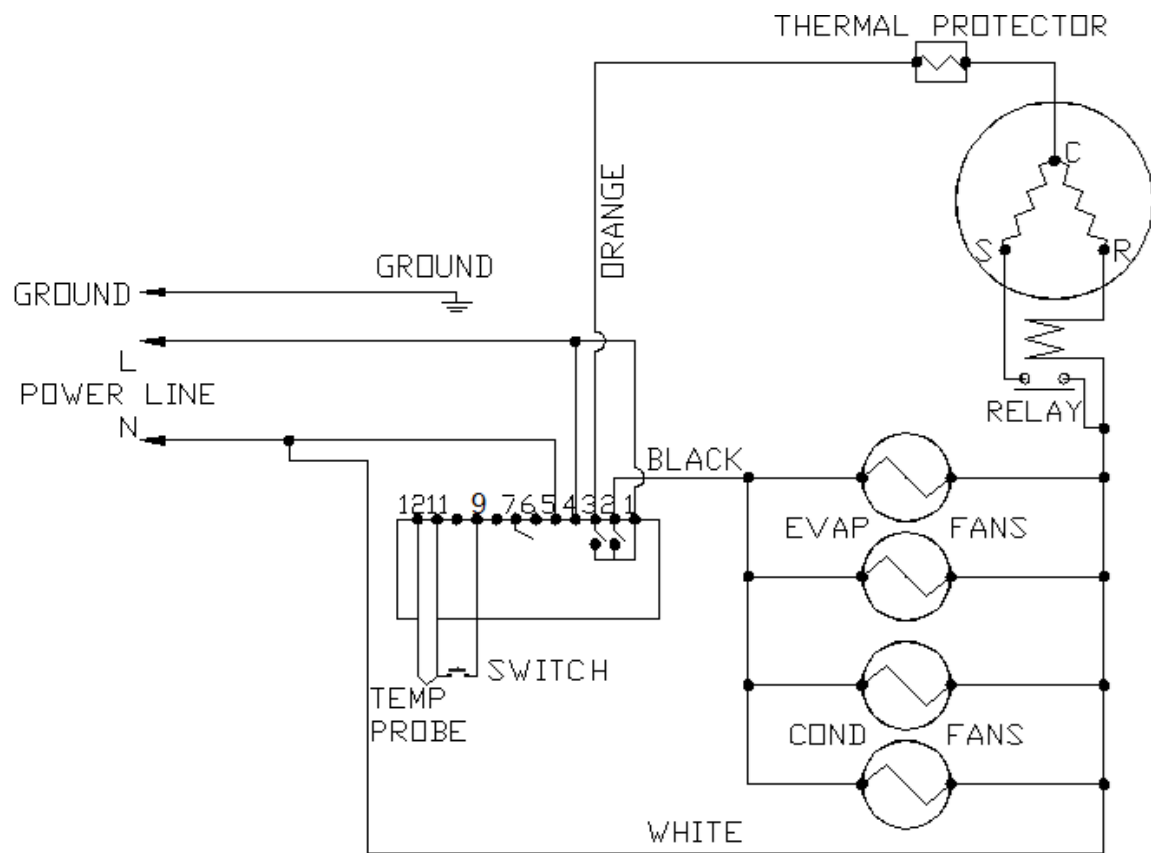 THERMAL PROTECTOR
C
ORANGE
S
R
GROUND
GROUND
L
POWER LINE
N
RELAY
BLACK
12 11 9 7 6 5 4 3 2 1
EVAP FANS
SWITCH
TEMP
PROBE
COND FANS
WHITE